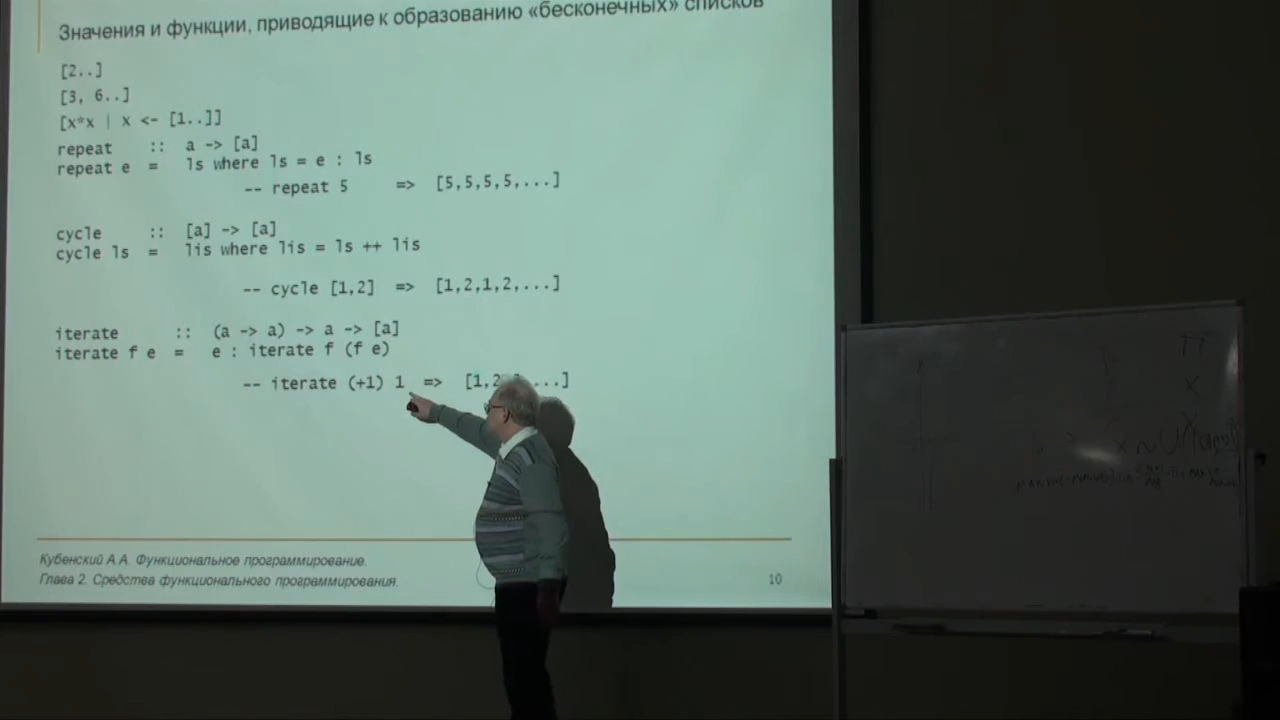 Значения и функции, приводящие к образованию «бесконечных» списков
[2..]
[3, 6..]
[x*x | x <- [1..]]
repeat :: a -> [a]
repeat e = ls where ls = e : ls
-- repeat 5 => [5,5,5,5,...]
cycle :: [a] -> [a]
cycle ls = lis where lis = ls ++ lis
-- cycle [1,2] => [1,2,1,2,...]
iterate :: (a -> a) -> a -> [a]
iterate f e = e : iterate f (f e)
-- iterate (+1) 1 => [1,2 ...]
Кубенский А.А. Функциональное программирование.
Глава 2. Средства функционального программирования.
10